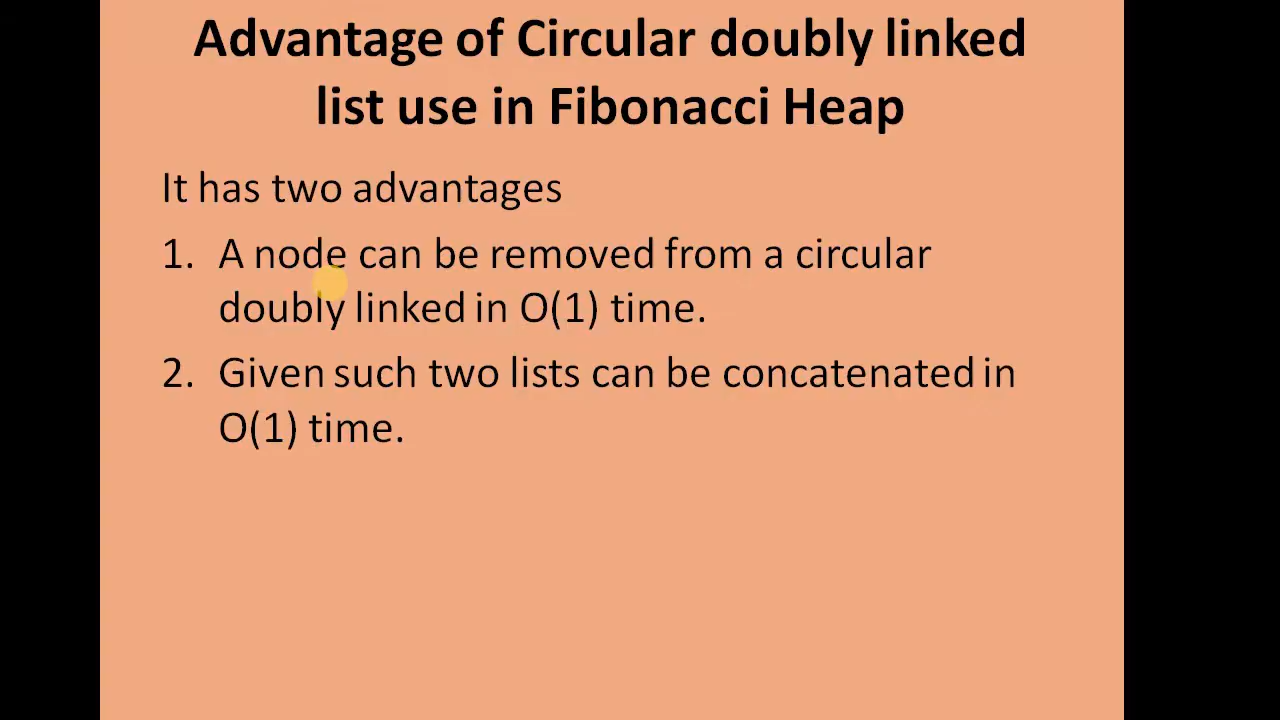 Advantage of Circular doubly linked
list use in Fibonacci Heap
It has two advantages
1. A node can be removed from a circular
doubly linked in O(1) time.
2. Given such two lists can be concatenated in
O(1) time.